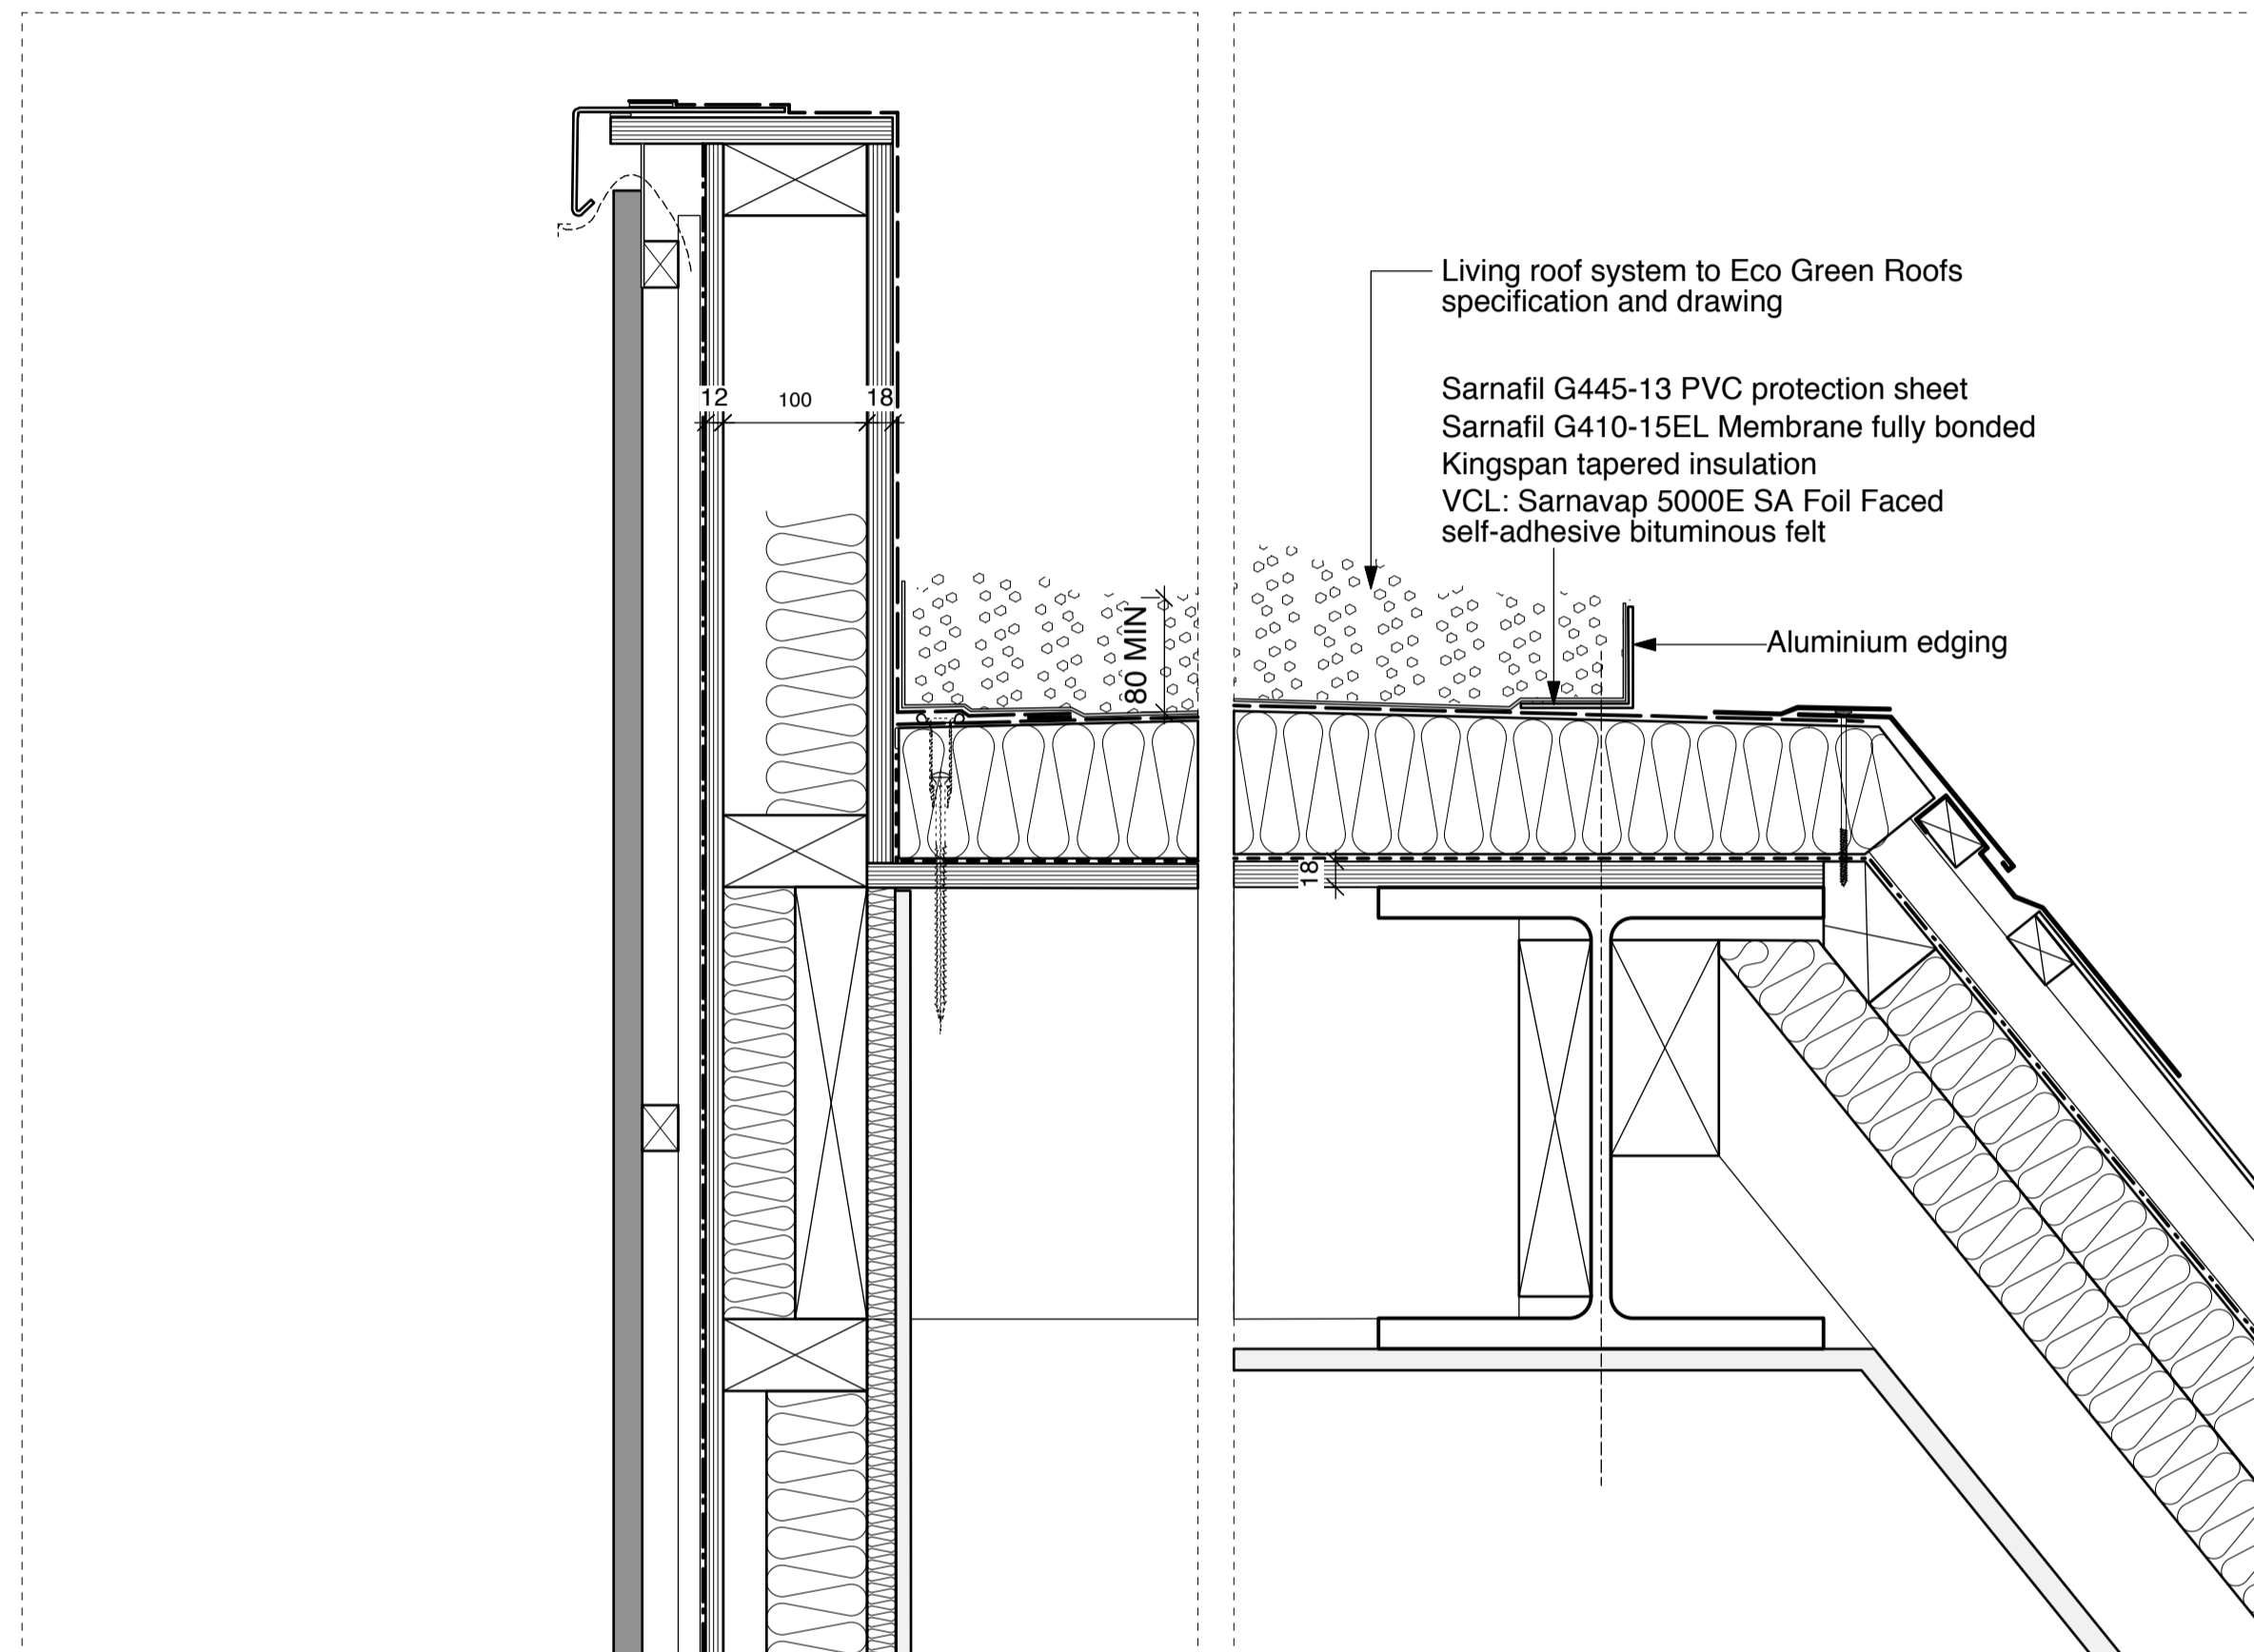 Living roof system to Eco Green Roofs
specification and drawing
Sarnafil G445-13 PVC protection sheet
Sarnafil G410-15EL Membrane fully bonded
Kingspan tapered insulation
VCL: Sarnavap 5000E SA Foil Faced
self-adhesive bituminous felt
12
100
18
80 MIN
Aluminium edging
18